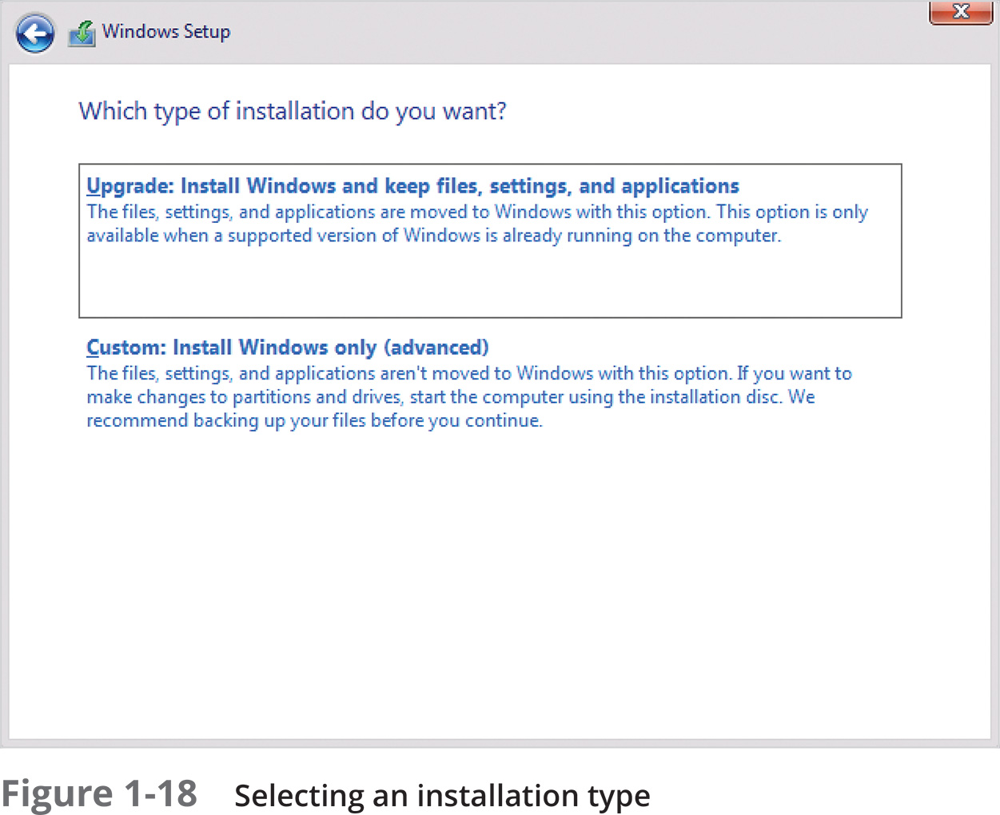 Windows Setup
Which type of installation do you want?
Upgrade: Install Windows and keep files, settings, and applications
The files, settings, and applications are moved to Windows with this option. This option is only
available when a supported version of Windows is already running on the computer.
Custom: Install Windows only (advanced)
The files, settings, and applications aren't moved to Windows with this option. If you want to
make changes to partitions and drives, start the computer using the installation disc. We
recommend backing up your files before you continue.
Figure 1-18 Selecting an installation type